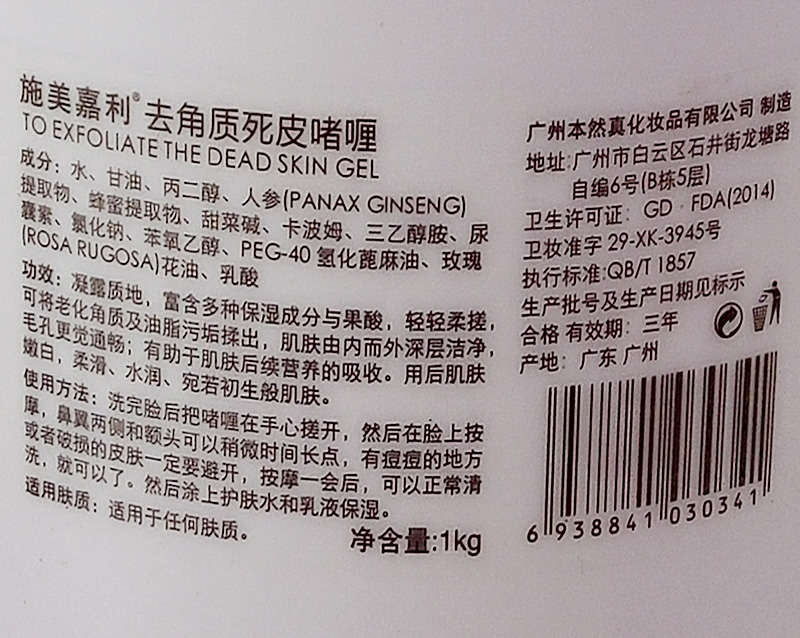 施美嘉利® 去角质死皮啫喱
TO EXFOLIATE THE DEAD SKIN GEL
成分：水、甘油、丙二醇、人参(PANAX GINSENG)
提取物、蜂蜜提取物、甜菜碱、卡波姆、三乙醇胺、尿
囊素、氯化钠、苯氧乙醇、PEG-40 氢化蓖麻油、玫瑰
(ROSA RUGOSA)花油、乳酸
功效：凝露质地，富含多种保湿成分与果酸，轻轻柔搓，
可将老化角质及油脂污垢揉出，肌肤由内而外深层洁净，
毛孔更觉通畅；有助于肌肤后续营养的吸收。用后肌肤
嫩白，柔滑、水润、宛若初生般肌肤。
使用方法：洗完脸后把啫喱在手心搓开，然后在脸上按
摩，鼻翼两侧和额头可以稍微时间长点，有痘痘的地方
或者破损的皮肤一定要避开，按摩一会后，可以正常清
洗，就可以了。然后涂上护肤水和乳液保湿。
适用肤质：适用于任何肤质。
净含量:1kg
广州本然真化妆品有限公司 制造
地址:广州市白云区石井街龙塘路
自编6号(B栋5层)
卫生许可证：GD·FDA(2014)
卫妆准字 29-XK-3945号
执行标准:QB/T 1857
生产批号及生产日期见标示
合格 有效期：三年
产地：广东 广州
6 938841 030341